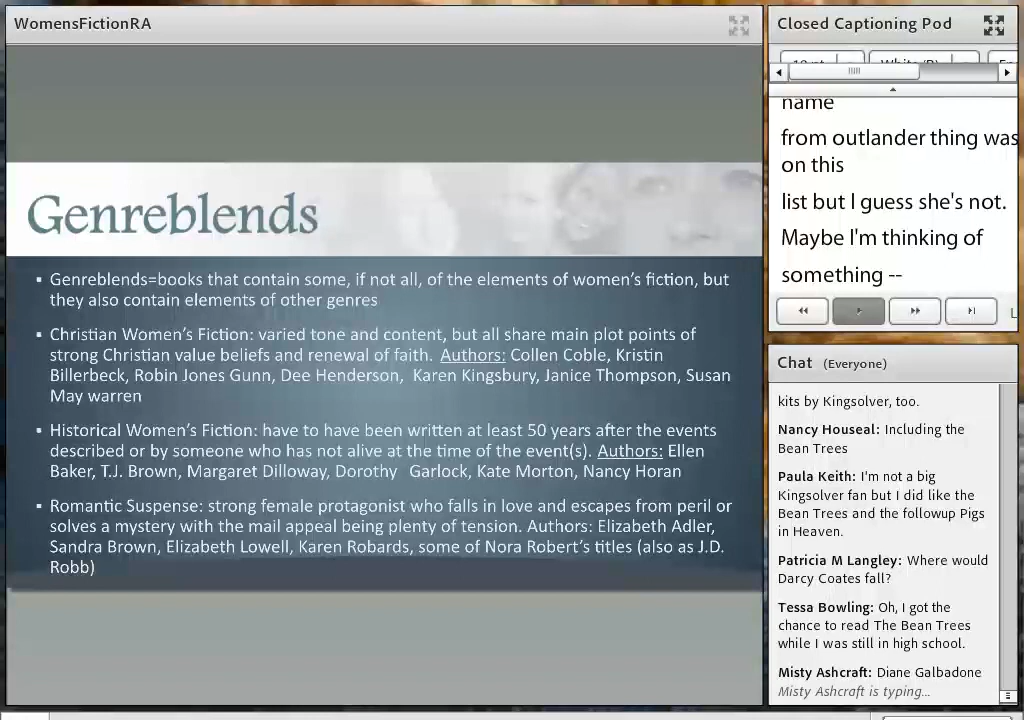 WomensFictionRA
Genreblends
▪ Genreblends=books that contain some, if not all, of the elements of women's fiction, but
they also contain elements of other genres
▪ Christian Women's Fiction: varied tone and content, but all share main plot points of
strong Christian value beliefs and renewal of faith. Authors: Collen Coble, Kristin
Billerbeck, Robin Jones Gunn, Dee Henderson, Karen Kingsbury, Janice Thompson, Susan
May warren
▪ Historical Women's Fiction: have to have been written at least 50 years after the events
described or by someone who has not alive at the time of the event(s). Authors: Ellen
Baker, T.J. Brown, Margaret Dilloway, Dorothy Garlock, Kate Morton, Nancy Horan
▪ Romantic Suspense: strong female protagonist who falls in love and escapes from peril or
solves a mystery with the mail appeal being plenty of tension. Authors: Elizabeth Adler,
Sandra Brown, Elizabeth Lowell, Karen Robards, some of Nora Robert's titles (also as J.D.
Robb)
Closed Captioning Pod
name
from outlander thing was
on this
list but I guess she's not.
Maybe I'm thinking of
something --
Chat (Everyone)
kits by Kingsolver, too.
Nancy Houseal: Including the
Bean Trees
Paula Keith: I'm not a big
Kingsolver fan but I did like the
Bean Trees and the followup Pigs
in Heaven.
Patricia M Langley: Where would
Darcy Coates fall?
Tessa Bowling: Oh, I got the
chance to read The Bean Trees
while I was still in high school.
Misty Ashcraft: Diane Galbadone
Misty Ashcraft is typing...